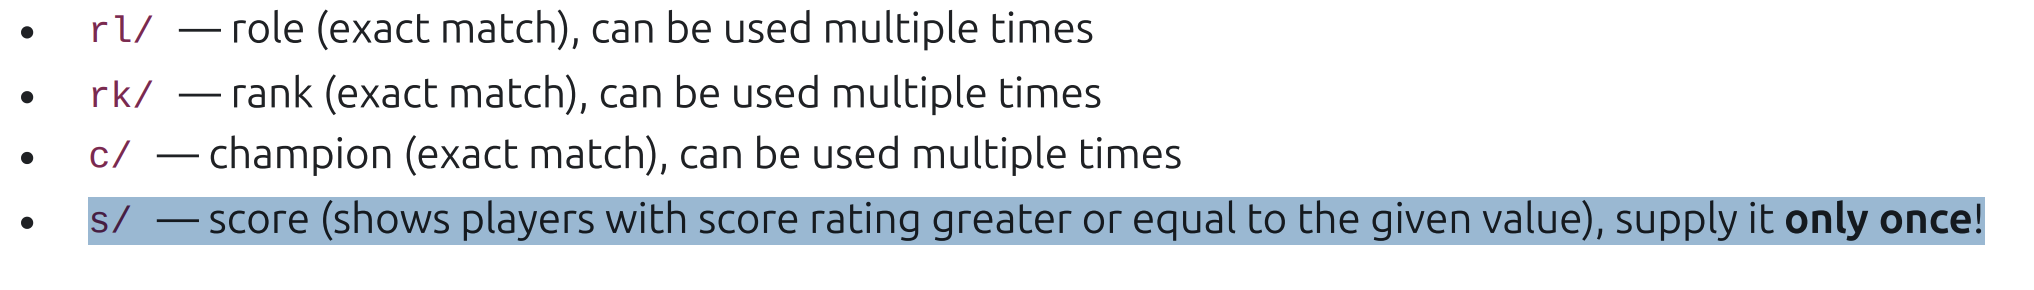 • rl/ — role (exact match), can be used multiple times
• rk/ — rank (exact match), can be used multiple times
• c/ — champion (exact match), can be used multiple times
• s/ — score (shows players with score rating greater or equal to the given value), supply it only once!